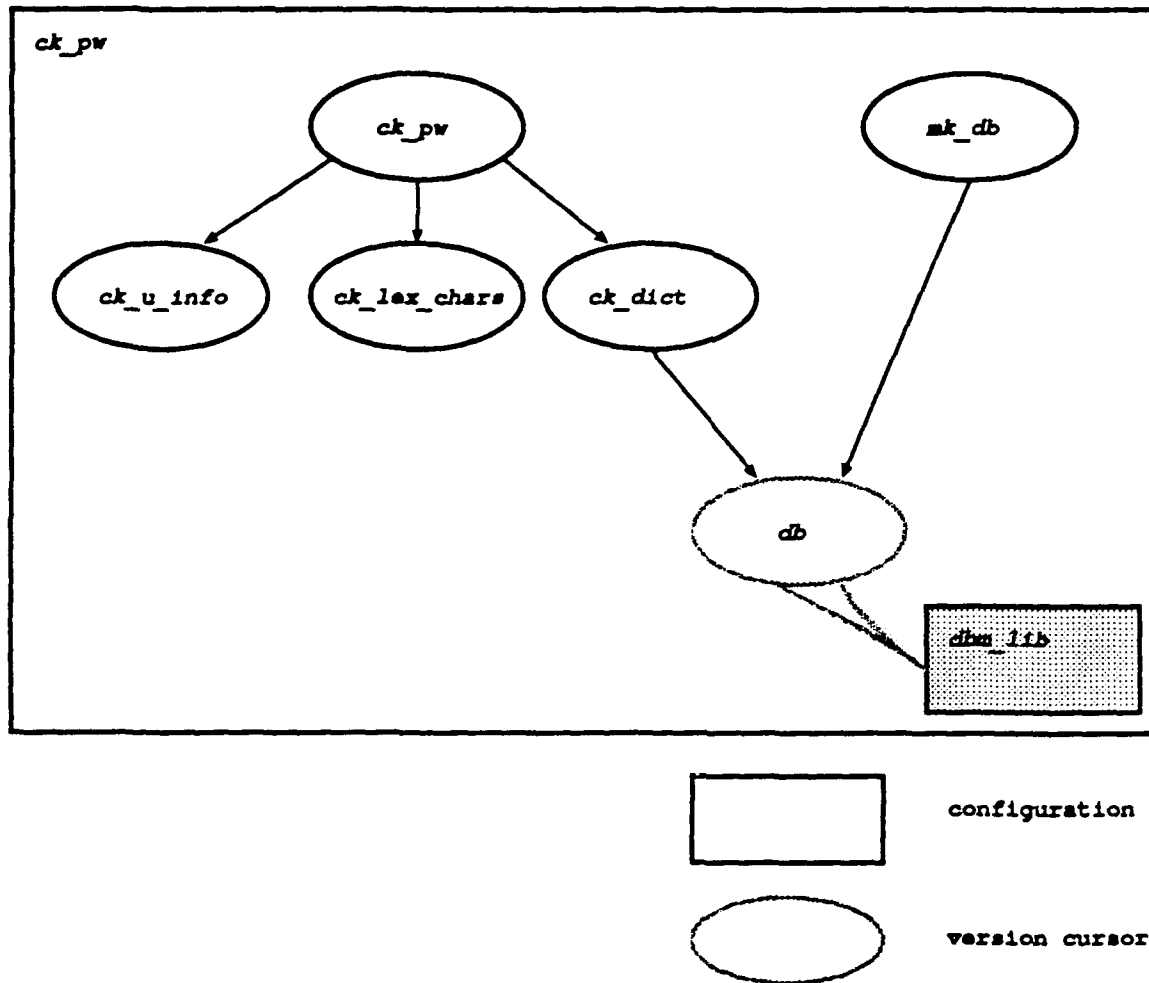 ck_pw
ck_pw
mk_db
ck_u_info
ck_lex_chars
ck_dict
db
dbm_lib
configuration
version cursor